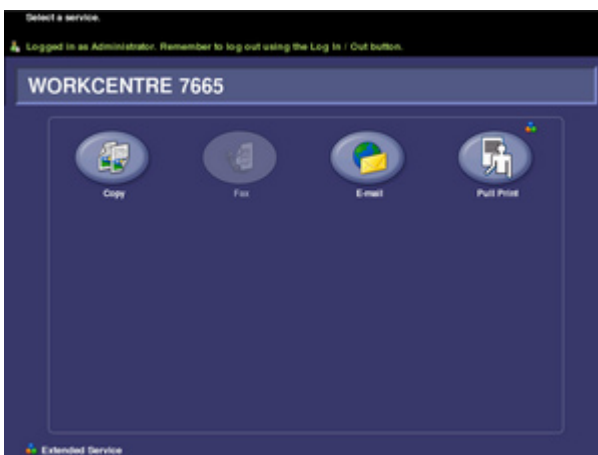 Select a service.
Logged in as Administrator. Remember to log out using the Log In / Out button.
WORKCENTRE 7665
Copy Fax E-mail Pull Print
Extended Service